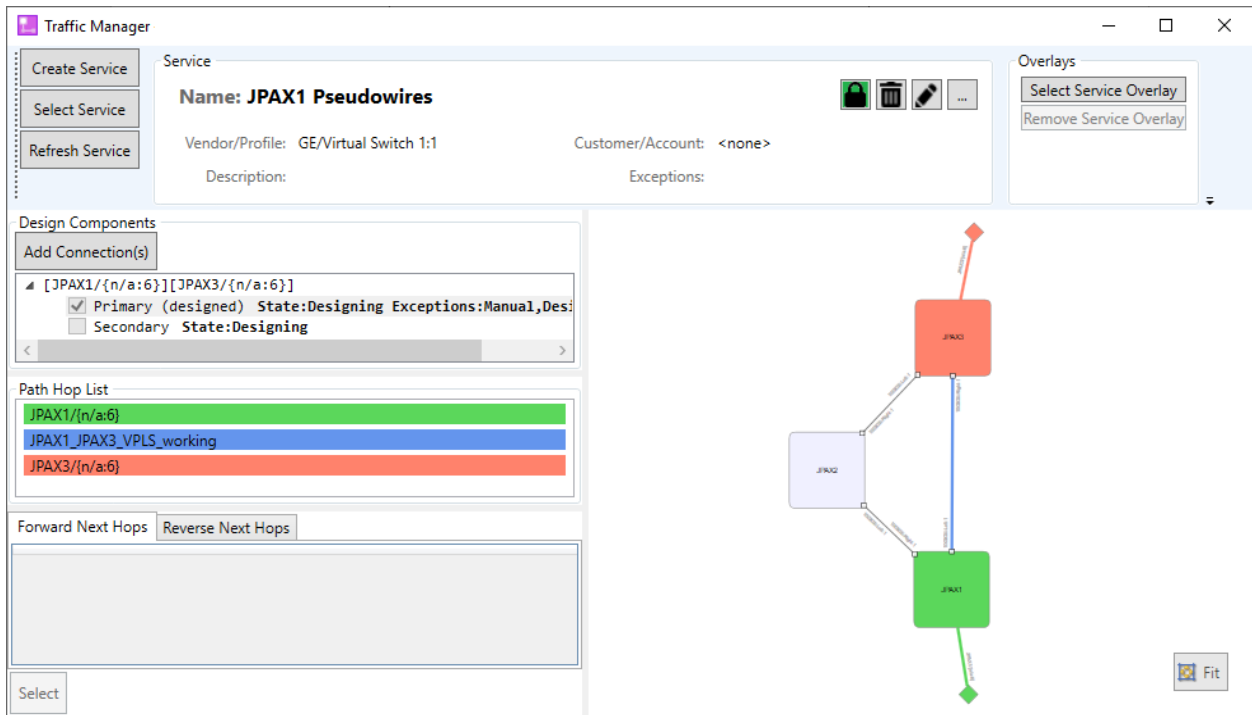 Traffic Manager
Create Service
Select Service
Refresh Service
Service
Name: JPAX1 Pseudowires
...
Vendor/Profile: GE/Virtual Switch 1:1
Customer/Account: <none>
Description:
Exceptions:
Overlays
Select Service Overlay
Remove Service Overlay
Design Components
Add Connection(s)
[JPAX1/{n/a:6}][JPAX3/{n/a:6}]
Primary (designed) State:Designing Exceptions:Manual,Desi
Secondary State:Designing
Path Hop List
JPAX1/{n/a:6}
JPAX1_JPAX3_VPLS_working
JPAX3/{n/a:6}
Forward Next Hops
Reverse Next Hops
Select
JPAX3
JPAX2
JPAX1
Fit